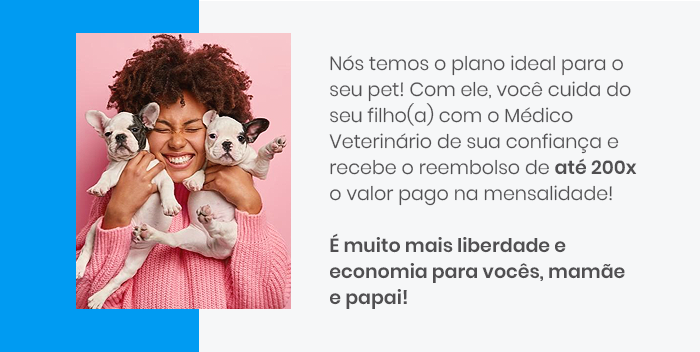 Nós temos o plano ideal para o
seu pet! Com ele, você cuida do
seu filho(a) com o Médico
Veterinário de sua confiança e
recebe o reembolso de até 200x
o valor pago na mensalidade!
É muito mais liberdade e
economia para vocês, mamãe
e papai!